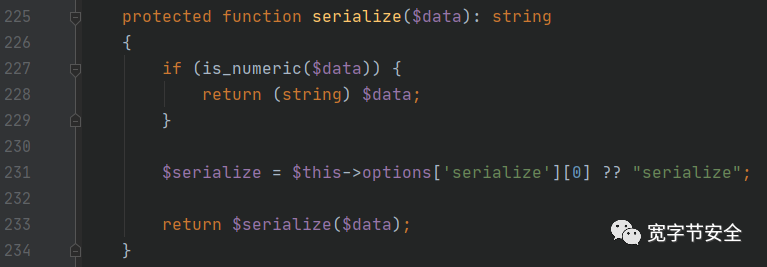 225 protected function serialize($data): string
226 {
227 if (is_numeric($data)) {
228 return (string) $data;
229 }
230
231 $serialize = $this->options['serialize'][0] ?? "serialize";
232
233 return $serialize($data);
234 }
宽字节安全